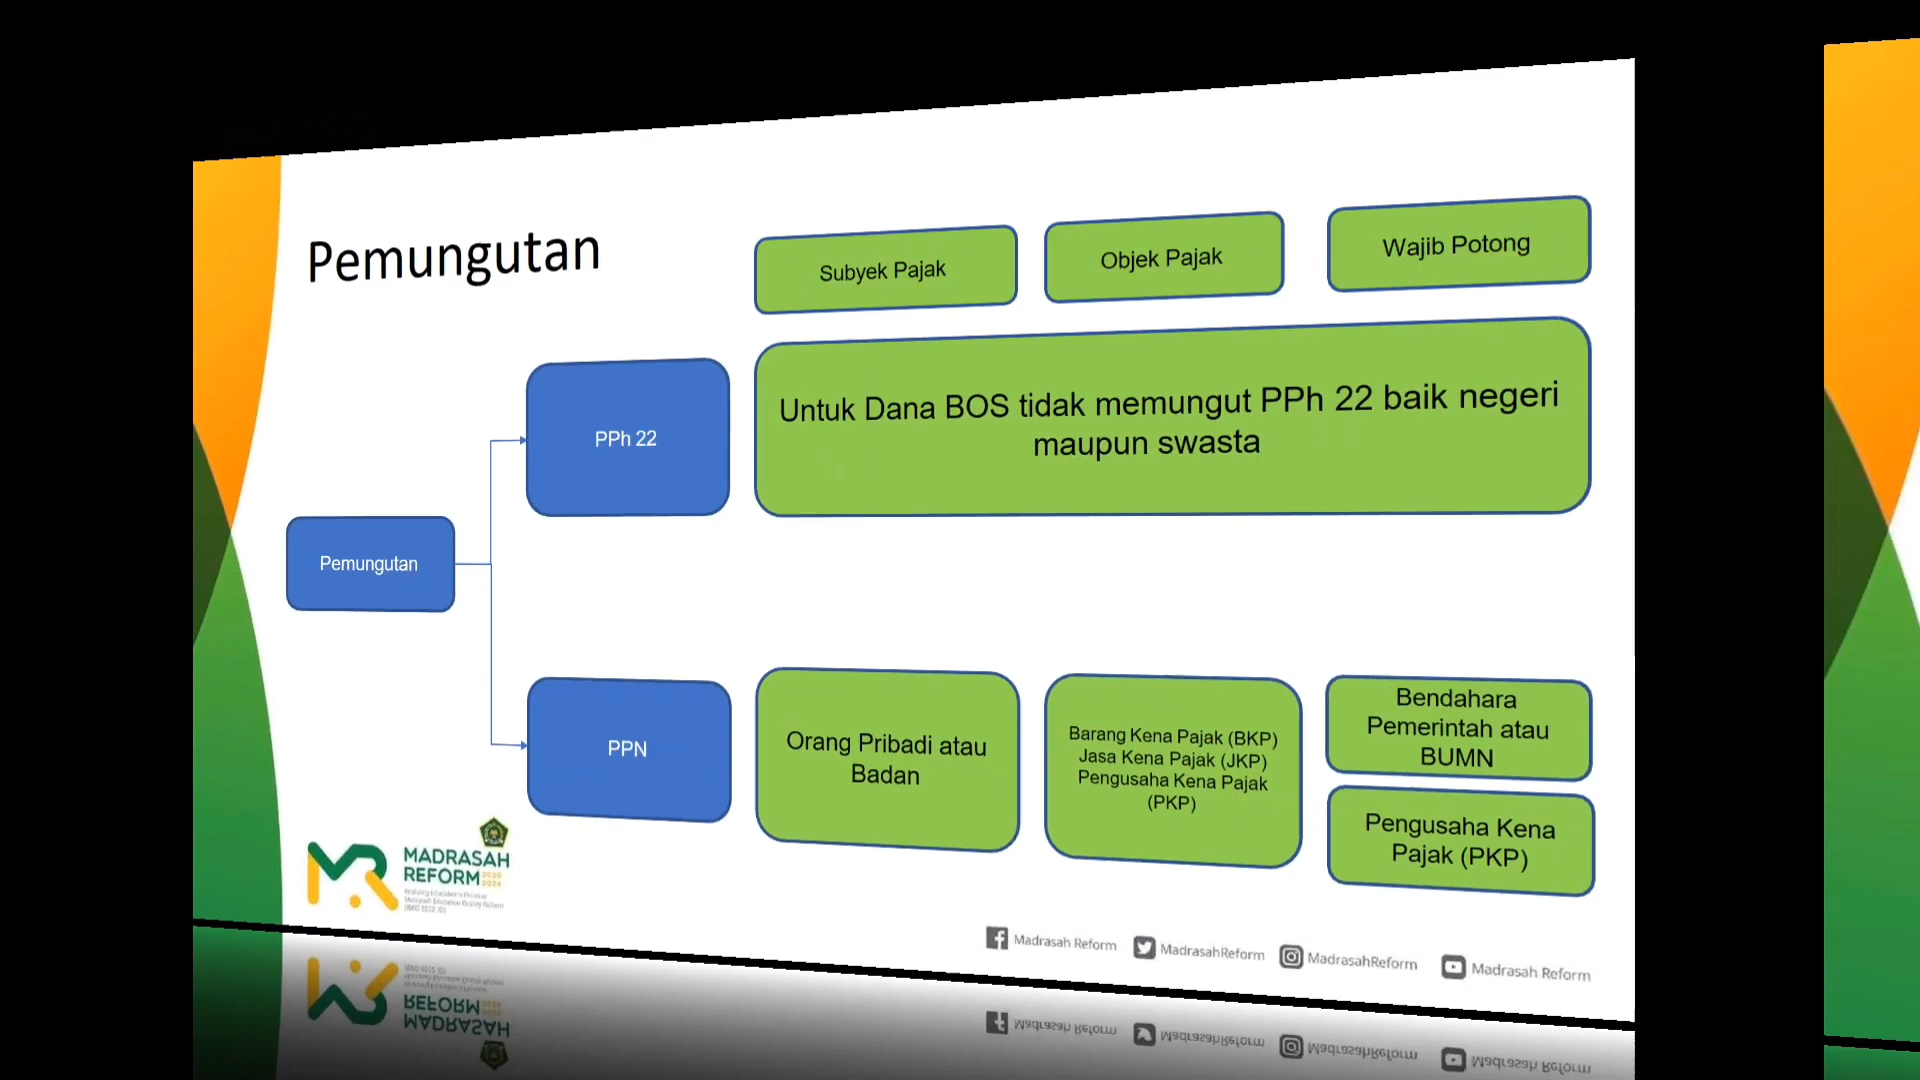 Pemungutan
Subyek Pajak
Objek Pajak
Wajib Potong
PPh 22
Untuk Dana BOS tidak memungut PPh 22 baik negeri
maupun swasta
Pemungutan
PPN
Orang Pribadi atau
Badan
Barang Kena Pajak (BKP)
Jasa Kena Pajak (JKP)
Pengusaha Kena Pajak
(PKP)
Bendahara
Pemerintah atau
BUMN
Pengusaha Kena
Pajak (PKP)
MADRASAH
REFORM
Madrasah Reform
MadrasahReform
MadrasahReform
Madrasah Reform